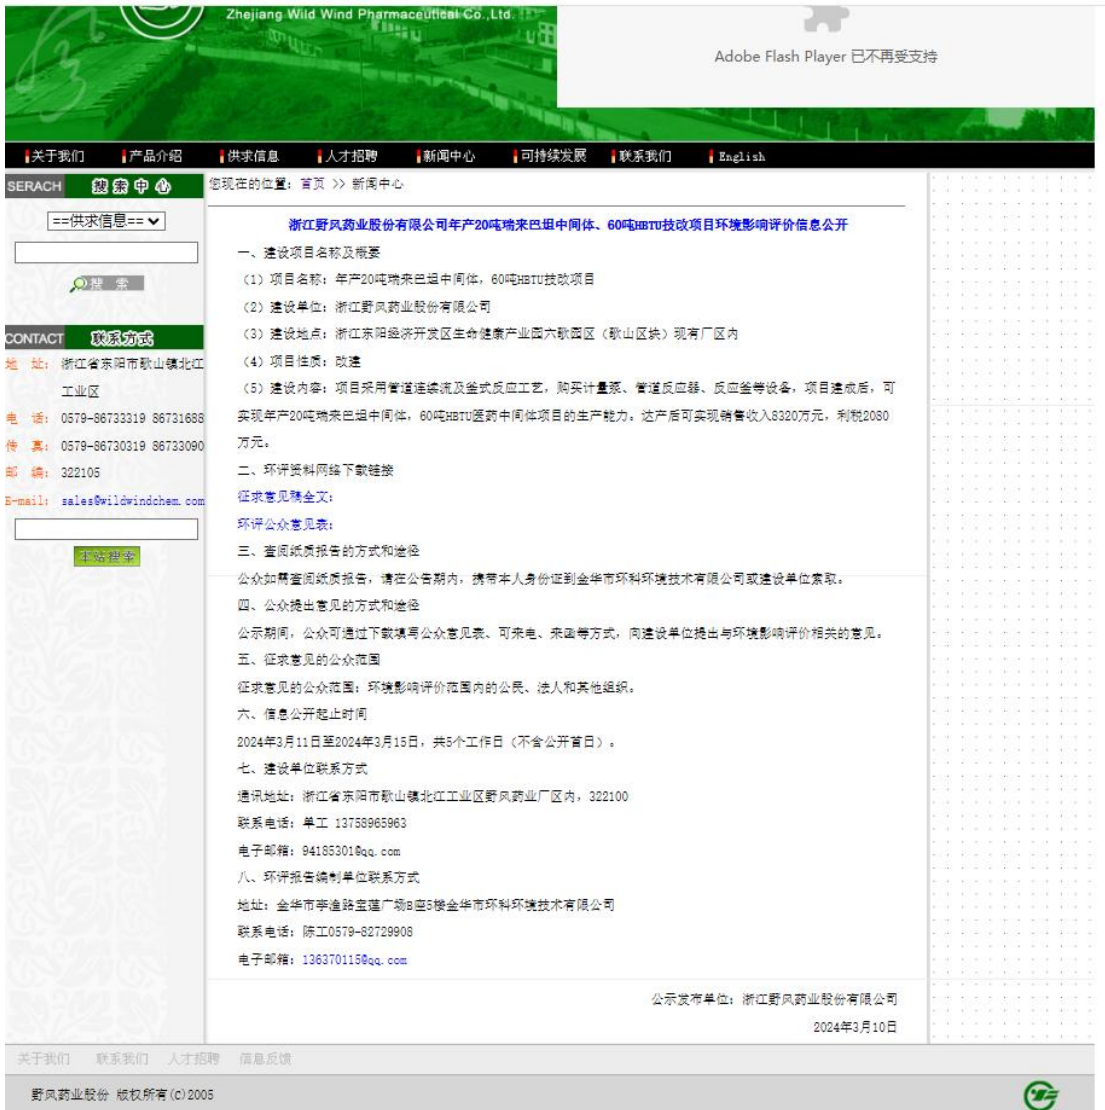 Zhejiang Wild Wind Pharmaceutical Co.,Ltd.
Adobe Flash Player 已不再受支持
关于我们 产品介绍 供求信息 人才招聘 新闻中心 可持续发展 联系我们 English
SERACH 搜索中心
==供求信息==
搜 索
CONTACT 联系方式
地 址: 浙江省东阳市歌山镇北江
工业区
电 话: 0579-86733319 86731688
传 真: 0579-86730319 86733090
邮 编: 322105
E-mail: sales@wildwindchem.com
本站搜索
您现在的位置: 首页 >> 新闻中心
浙江野风药业股份有限公司年产20吨瑞来巴坦中间体、60吨HBTU技改项目环境影响评价信息公开
一、建设项目名称及概要
(1)项目名称: 年产20吨瑞来巴坦中间体，60吨HBTU技改项目
(2)建设单位: 浙江野风药业股份有限公司
(3)建设地点: 浙江东阳经济开发区生命健康产业园六歌园区（歌山区块）现有厂区内
(4)项目性质: 改建
(5)建设内容: 项目采用管道连续流及釜式反应工艺，购买计量泵、管道反应器、反应釜等设备，项目建成后，可
实现年产20吨瑞来巴坦中间体，60吨HBTU医药中间体项目的生产能力。达产后可实现销售收入8320万元，利税2080
万元。
二、环评资料网络下载链接
征求意见稿全文:
环评公众意见表:
三、查阅纸质报告的方式和途径
公众如需查阅纸质报告，请在公告期内，携带本人身份证到金华市环科环境技术有限公司或建设单位索取。
四、公众提出意见的方式和途径
公示期间，公众可通过下载填写公众意见表、可来电、来函等方式，向建设单位提出与环境影响评价相关的意见。
五、征求意见的公众范围
征求意见的公众范围: 环境影响评价范围内的公民、法人和其他组织。
六、信息公开起止时间
2024年3月11日至2024年3月15日，共5个工作日（不含公开首日）。
七、建设单位联系方式
通讯地址: 浙江省东阳市歌山镇北江工业区野风药业厂区内，322100
联系电话: 单工 13758965963
电子邮箱: 94185301@qq.com
八、环评报告编制单位联系方式
地址: 金华市李渔路宝莲广场B座5楼金华市环科环境技术有限公司
联系电话: 陈工0579-82729908
电子邮箱: 136370115@qq.com
公示发布单位: 浙江野风药业股份有限公司
2024年3月10日
关于我们 联系我们 人才招聘 信息反馈
野风药业股份 版权所有(C)2005